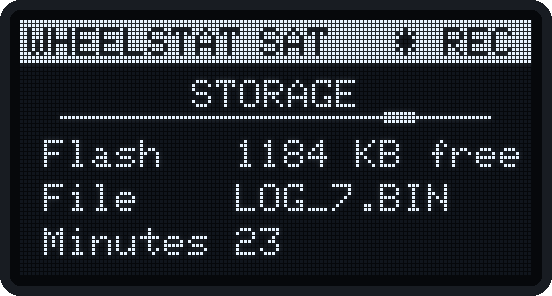 WHEELSTAT SAT ✱ REC
STORAGE
Flash 1184 KB free
File LOG_7.BIN
Minutes 23